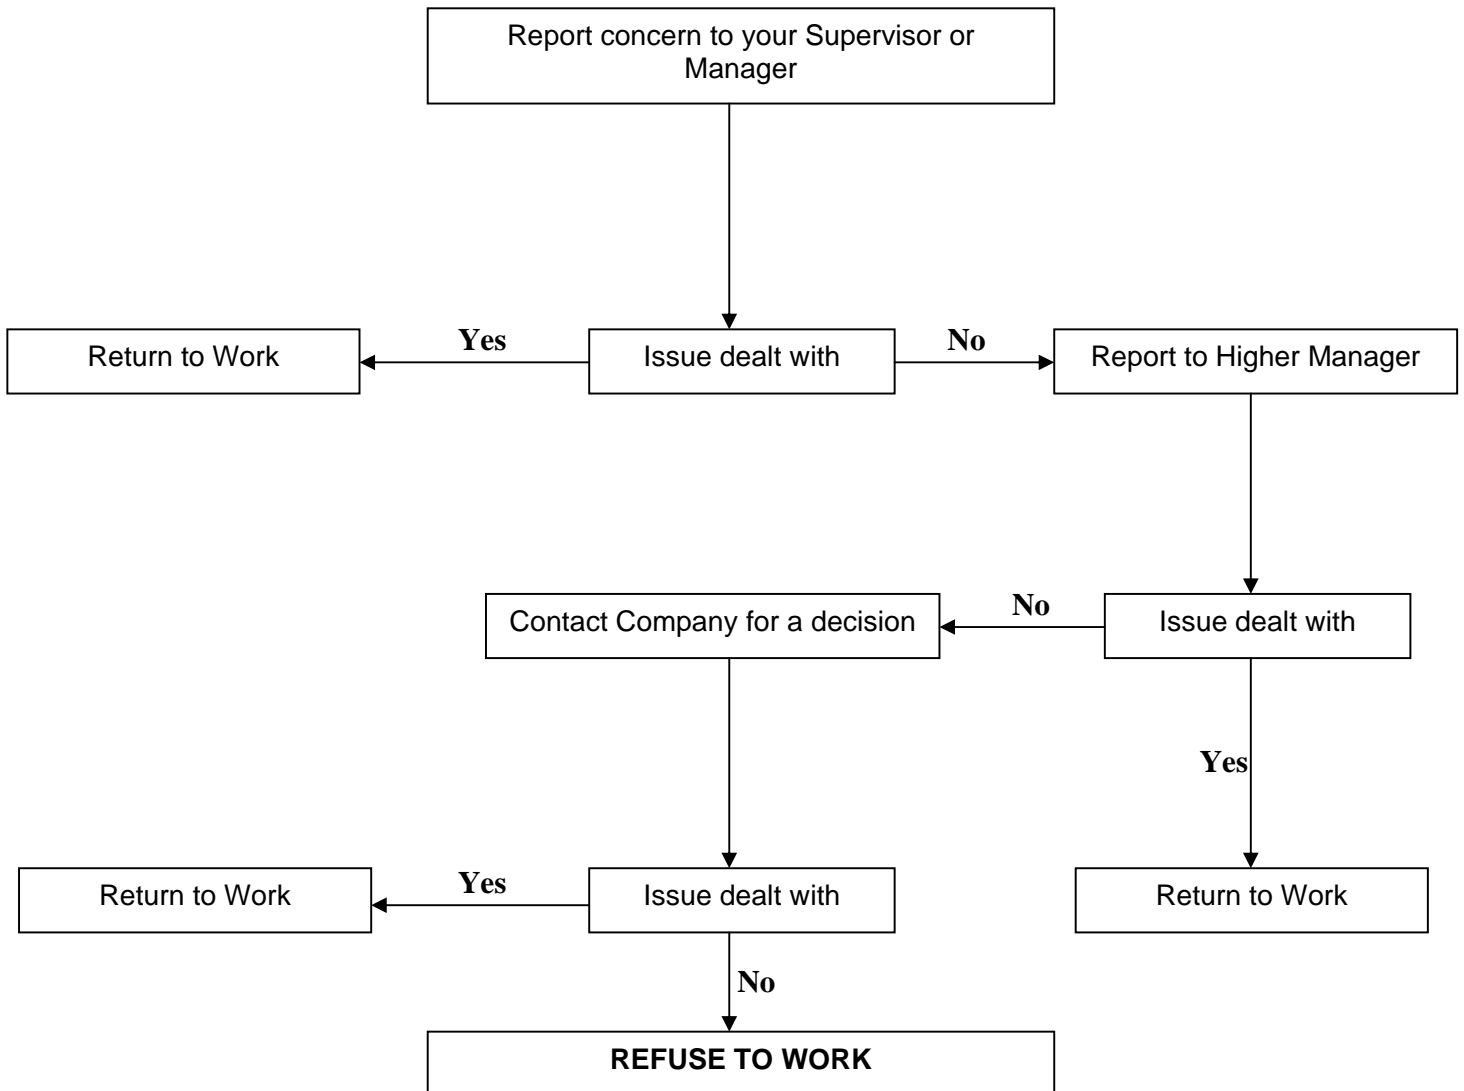 Report concern to your Supervisor or
Manager
Return to Work
Yes
Issue dealt with
No
Report to Higher Manager
Contact Company for a decision
No
Issue dealt with
Yes
Return to Work
Yes
Issue dealt with
Return to Work
No
REFUSE TO WORK